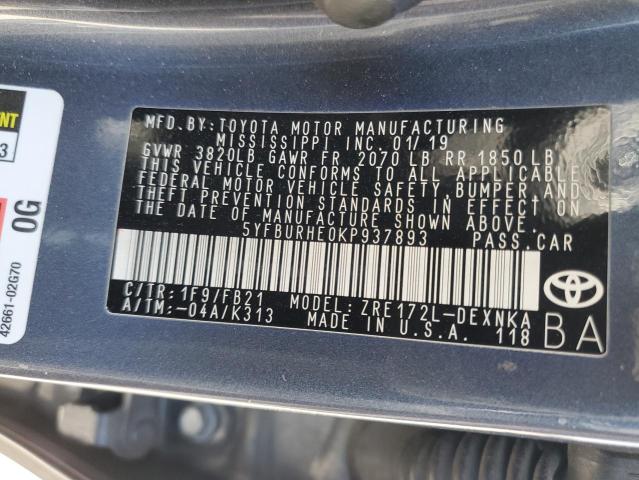 MFD.BY:TOYOTA MOTOR MANUFACTURING
MISSISSIPPI INC. 01/19
GVWR 3820LB GAWR FR 2070 LB RR 1850 LB
THIS VEHICLE CONFORMS TO ALL APPLICABLE
FEDERAL MOTOR VEHICLE SAFETY, BUMPER AND
THEFT PREVENTION STANDARDS IN EFFECT ON
THE DATE OF MANUFACTURE SHOWN ABOVE.
5YFBURHE0KP937893 PASS.CAR
C/TR: 1F9/FB21 MODEL: ZRE172L-DEXNKA
A/TM:-04A/K313 MADE IN U.S.A. 118
BA
0G
42661-02G70